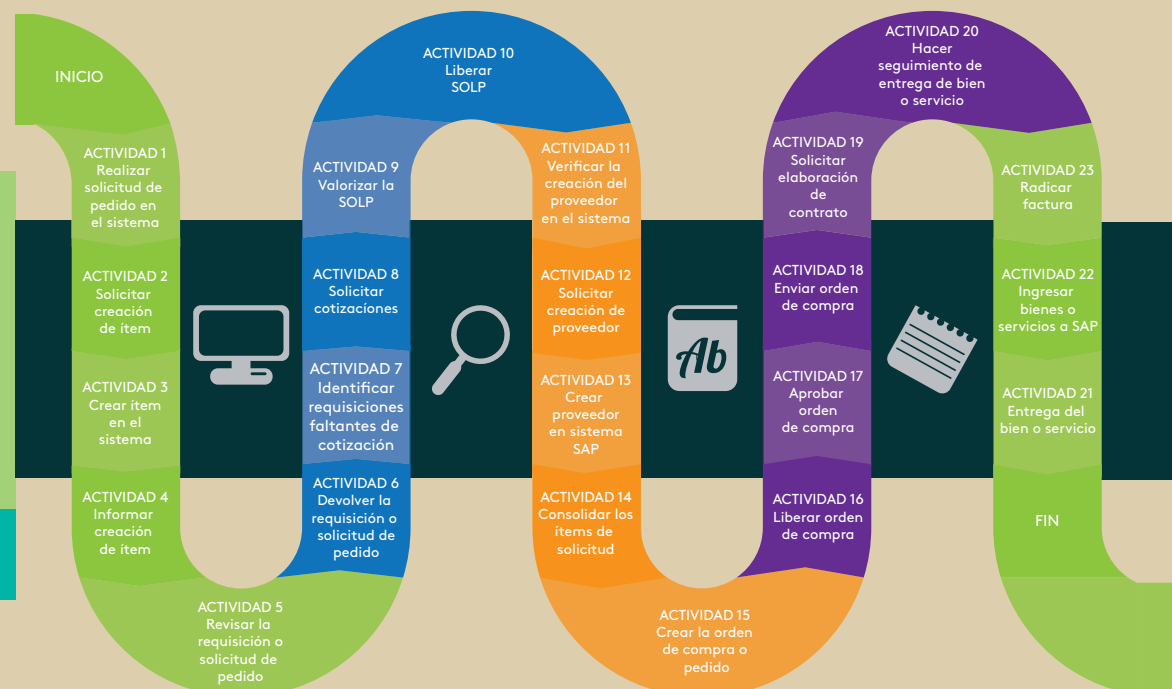 INICIO
ACTIVIDAD 1
Realizar
solicitud de
pedido en
el sistema
ACTIVIDAD 2
Solicitar
creación
de ítem
ACTIVIDAD 3
Crear ítem
en el
sistema
ACTIVIDAD 4
Informar
creación
de ítem
ACTIVIDAD 5
Revisar la
requisición o
solicitud de
pedido
ACTIVIDAD 6
Devolver la
requisición o
solicitud de
pedido
ACTIVIDAD 7
Identificar
requisiciones
faltantes de
cotización
ACTIVIDAD 8
Solicitar
cotizacíones
ACTIVIDAD 9
Valorizar la
SOLP
ACTIVIDAD 10
Liberar
SOLP
ACTIVIDAD 11
Verificar la
creación del
proveedor
en el sistema
ACTIVIDAD 12
Solicitar
creación de
proveedor
ACTIVIDAD 13
Crear
proveedor
en sistema
SAP
ACTIVIDAD 14
Consolidar los
ítems de
solicitud
ACTIVIDAD 15
Crear la orden
de compra o
pedido
Ab
ACTIVIDAD 16
Liberar orden
de compra
ACTIVIDAD 17
Aprobar
orden
de compra
ACTIVIDAD 18
Enviar orden
de compra
ACTIVIDAD 19
Solicitar
elaboración
de
contrato
ACTIVIDAD 20
Hacer
seguimiento de
entrega de bien
o servicio
ACTIVIDAD 23
Radicar
factura
ACTIVIDAD 22
Ingresar
bienes o
servicios a SAP
ACTIVIDAD 21
Entrega del
bien o servicio
FIN